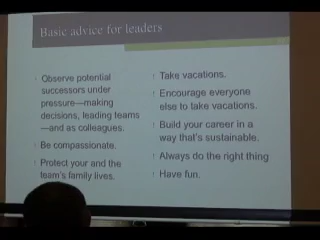 Basic advice for leaders
Observe potential
successors under
pressure—making
decisions, leading teams
—and as colleagues.
Be compassionate.
Protect your and the
team's family lives.
Take vacations.
Encourage everyone
else to take vacations.
Build your career in a
way that's sustainable.
Always do the right thing
Have fun.